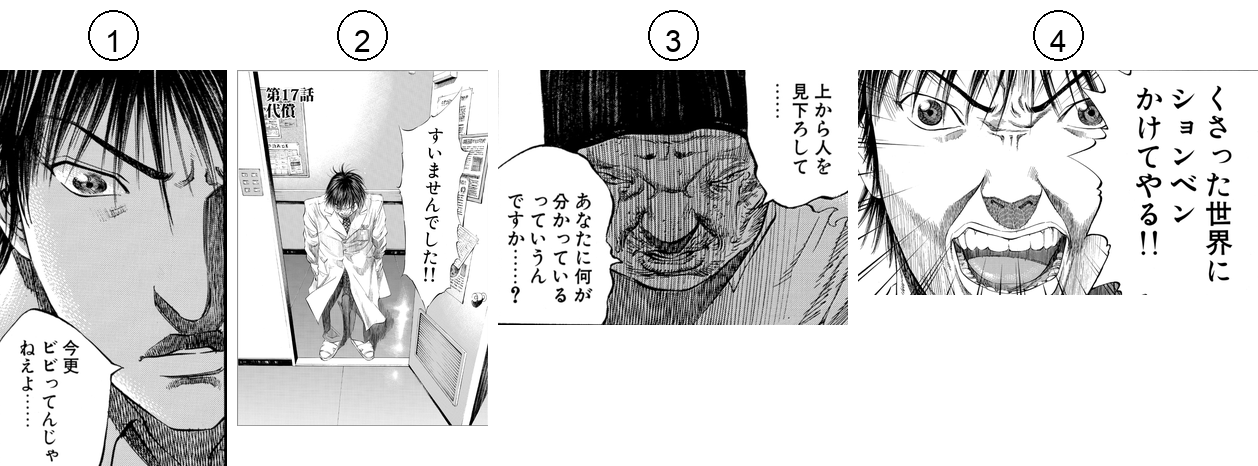 1
今更
ビビってんじゃ
ねえよ……
2
第17話
代償
すいませんでした!!
3
上から人を
見下ろして
……
あなたに何が
分かっている
っていうん
ですか……?
4
くさった世界に
ションベン
かけてやる!!